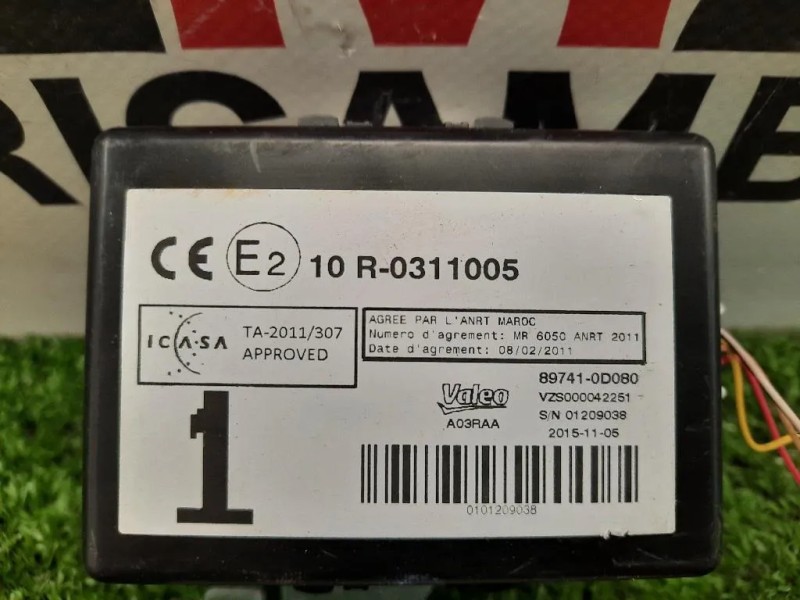 RICAMB
CE E2 10 R-0311005
ICASA TA-2011/307
APPROVED
AGREE PAR L'ANRT MAROC
Numero d'agrement: MR 6050 ANRT 2011
Date d'agrement: 08/02/2011
Valeo
A03RAA
89741-0D080
VZS000042251
S/N 01209038
2015-11-05
1
0101209038